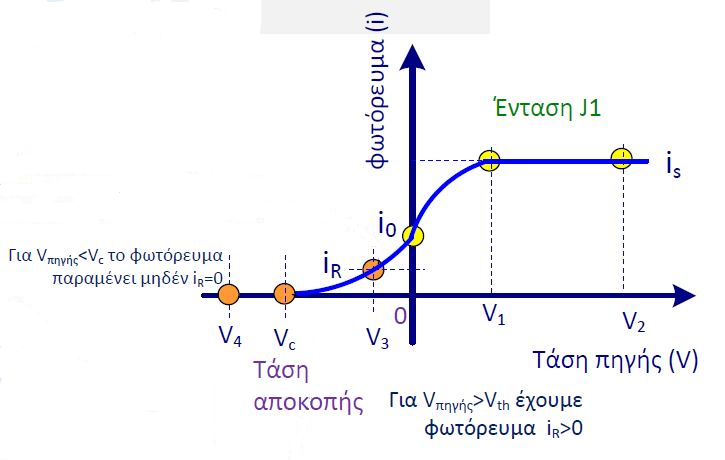 φωτόρευμα (i)
Ένταση J1
is
i0
Για Vπηγής<Vc το φωτόρευμα
παραμένει μηδέν iR=0
iR
0
V4
Vc
V3
V1
V2
Τάση
αποκοπής
Τάση πηγής (V)
Για Vπηγής>Vth έχουμε
φωτόρευμα iR>0